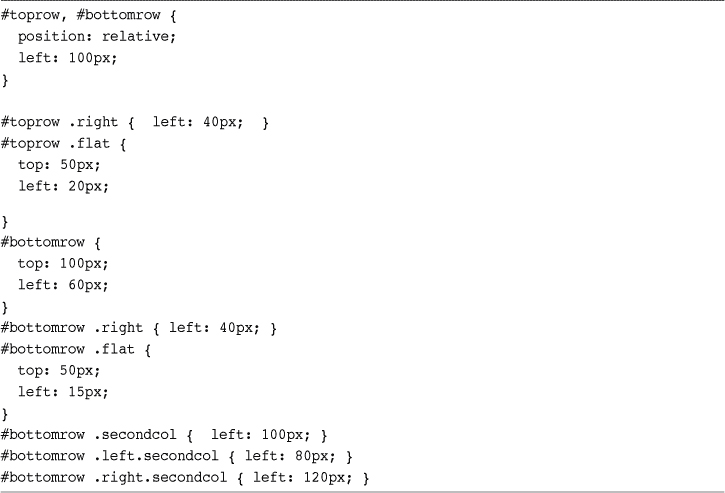 #toprow, #bottomrow {
  position: relative;
  left: 100px;
}

#toprow .right {  left: 40px;  }
#toprow .flat {
  top: 50px;
  left: 20px;

}
#bottomrow {
  top: 100px;
  left: 60px;
}
#bottomrow .right { left: 40px; }
#bottomrow .flat {
  top: 50px;
  left: 15px;
}
#bottomrow .secondcol {  left: 100px; }
#bottomrow .left.secondcol { left: 80px; }
#bottomrow .right.secondcol { left: 120px; }